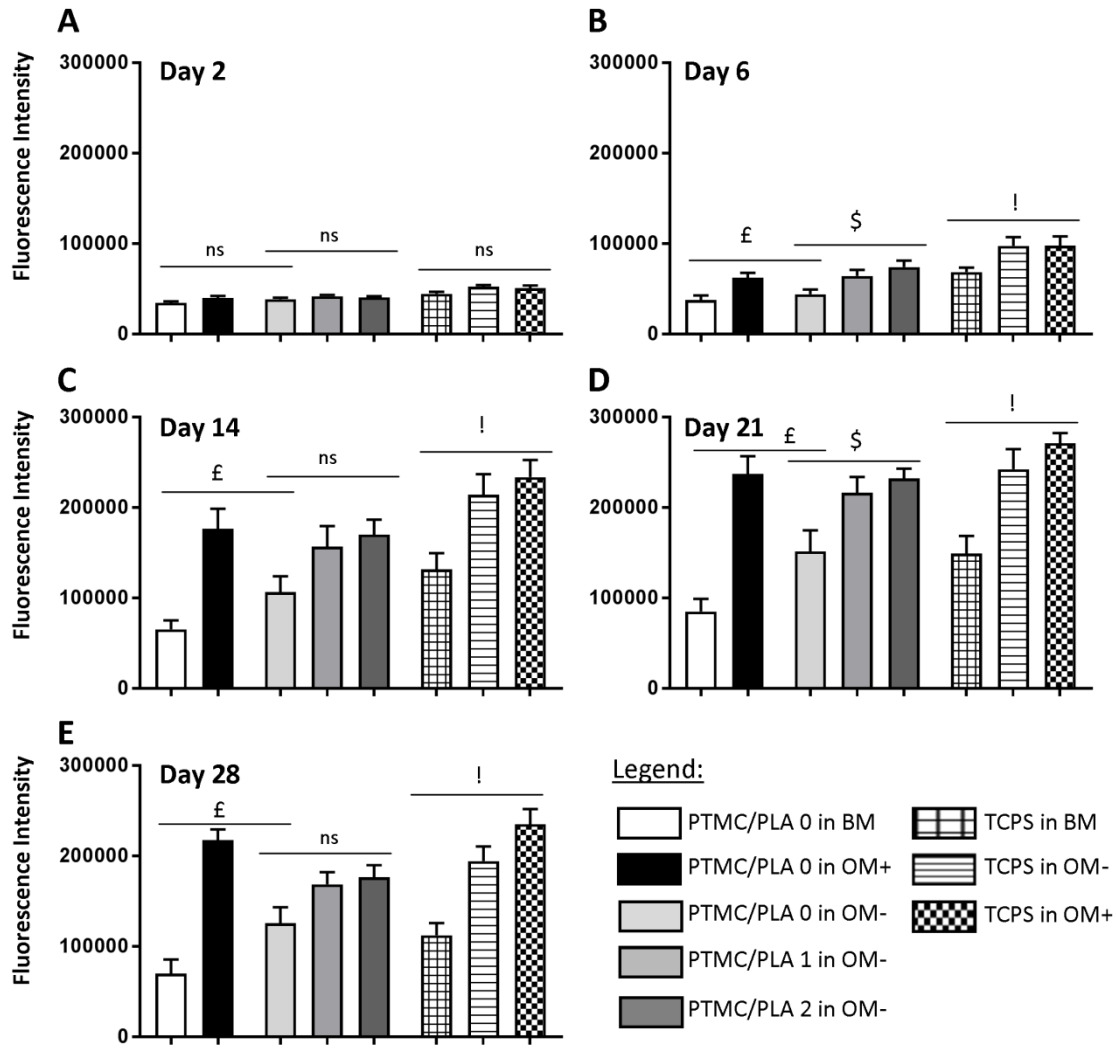 A
Day 2
Fluorescence Intensity
300000
200000
100000
0
ns
ns
ns
B
Day 6
300000
200000
100000
0
£
$
!
C
Day 14
Fluorescence Intensity
300000
200000
100000
0
£
ns
!
D
Day 21
300000
200000
100000
0
£
$
!
E
Day 28
Fluorescence Intensity
300000
200000
100000
0
£
ns
!
Legend:
PTMC/PLA 0 in BM
PTMC/PLA 0 in OM+
PTMC/PLA 0 in OM-
PTMC/PLA 1 in OM-
PTMC/PLA 2 in OM-
TCPS in BM
TCPS in OM-
TCPS in OM+